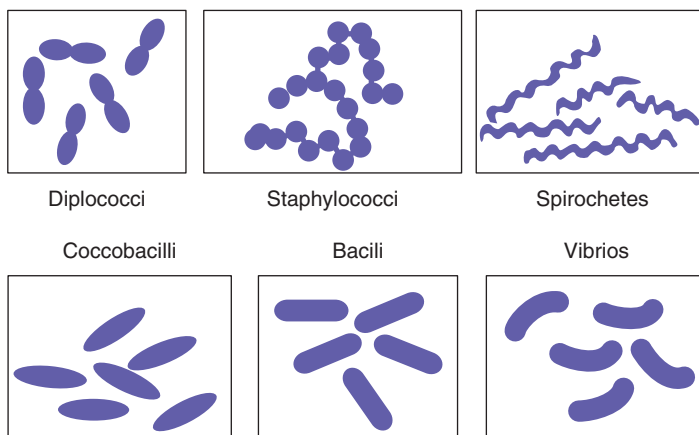 Diplococci
Staphylococci
Spirochetes
Coccobacilli
Bacili
Vibrios